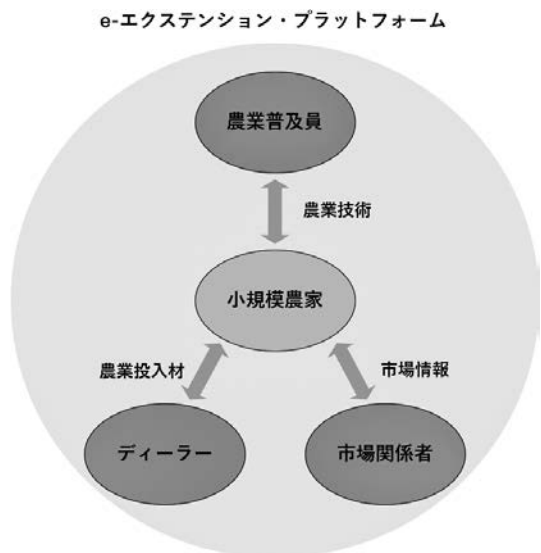 e-エクステンション・プラットフォーム
農業普及員
農業技術
小規模農家
農業投入材
市場情報
ディーラー
市場関係者